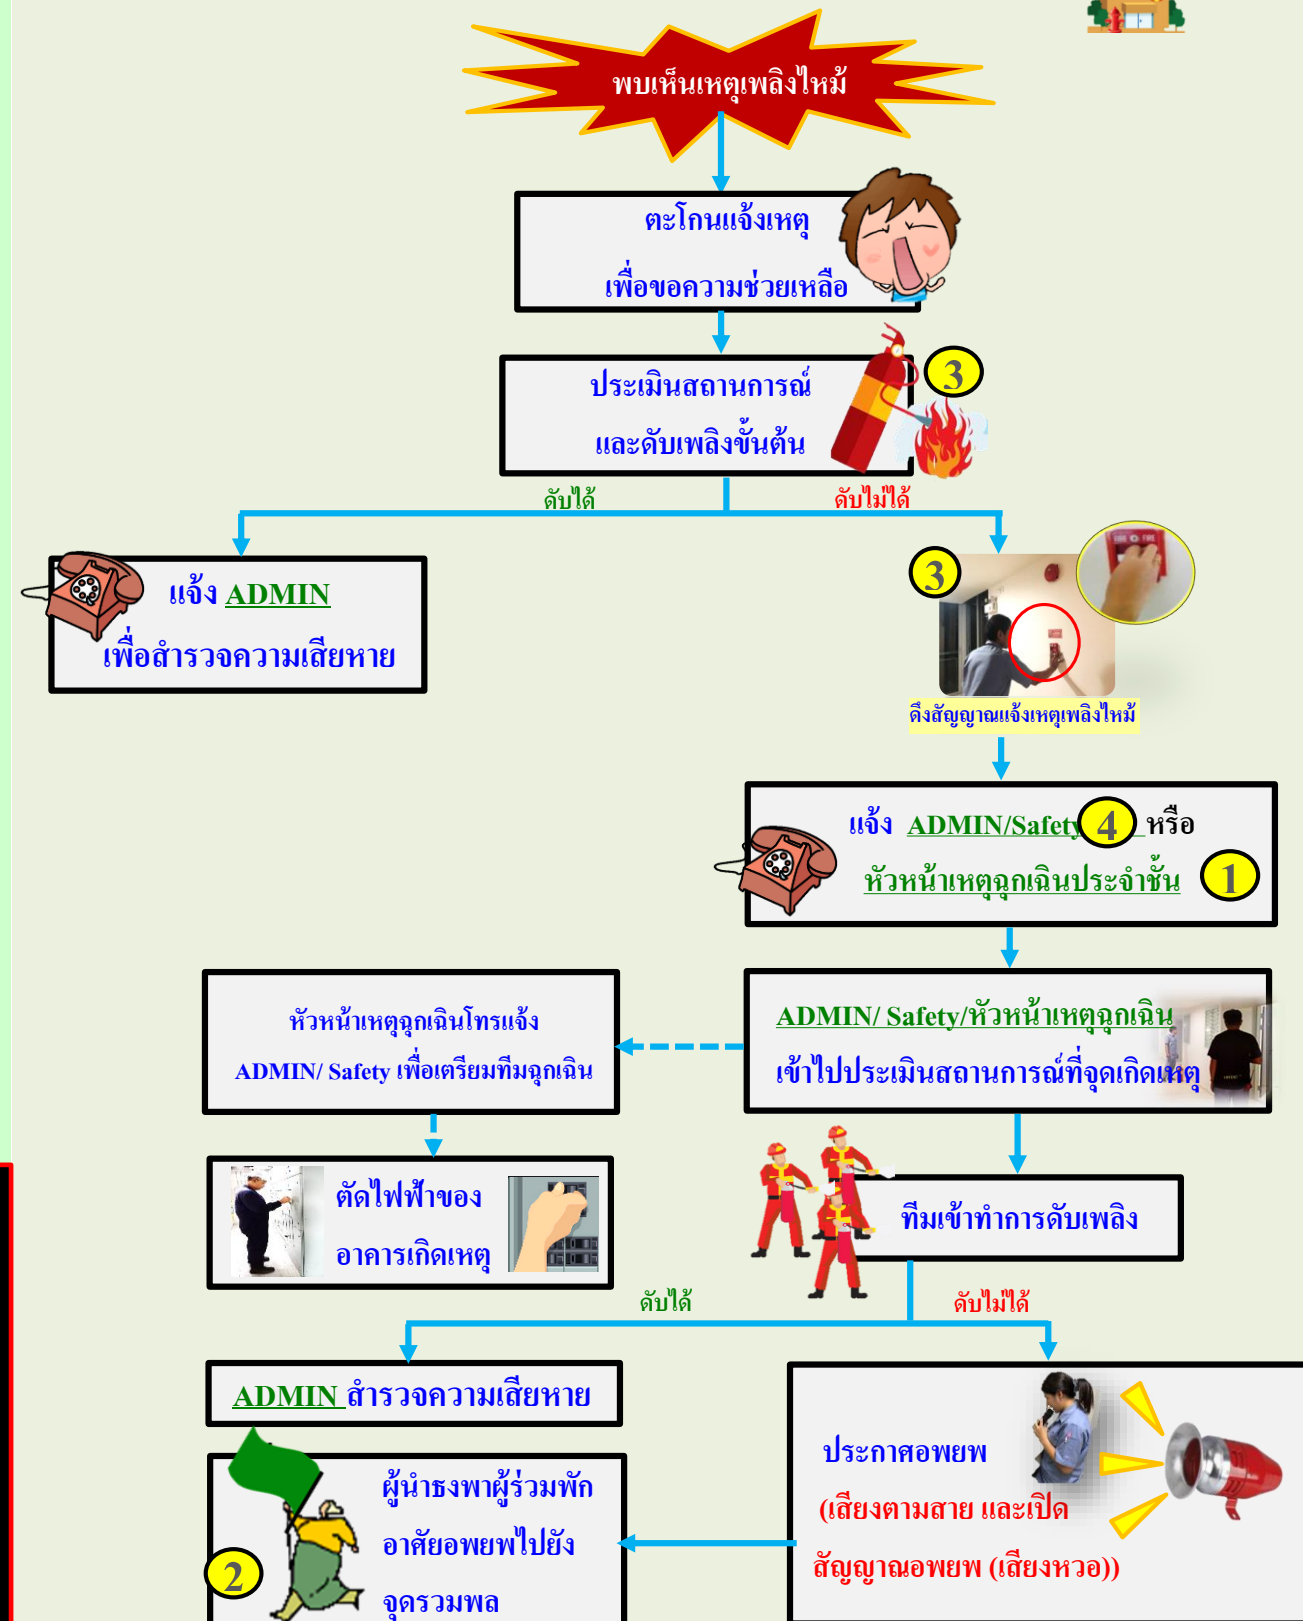 พบเห็นเหตุเพลิงไหม้
ตะโกนแจ้งเหตุ
เพื่อขอความช่วยเหลือ
ประเมินสถานการณ์
และดับเพลิงขั้นต้น
3
ดับได้
ดับไม่ได้
แจ้ง ADMIN
เพื่อสำรวจความเสียหาย
3
ดึงสัญญาณแจ้งเหตุเพลิงไหม้
แจ้ง ADMIN/Safety 4 หรือ
หัวหน้าเหตุฉุกเฉินประจำชั้น 1
ADMIN/ Safety/หัวหน้าเหตุฉุกเฉิน
เข้าไปประเมินสถานการณ์ที่จุดเกิดเหตุ
หัวหน้าเหตุฉุกเฉินโทรแจ้ง
ADMIN/ Safety เพื่อเตรียมทีมฉุกเฉิน
ตัดไฟฟ้าของ
อาคารเกิดเหตุ
ทีมเข้าทำการดับเพลิง
ดับได้
ดับไม่ได้
ADMIN สำรวจความเสียหาย
ประกาศอพยพ
(เสียงตามสาย และเปิด
สัญญาณอพยพ (เสียงหวอ))
ผู้นำธงพาผู้ร่วมพัก
อาศัยอพยพไปยัง
จุดรวมพล
2